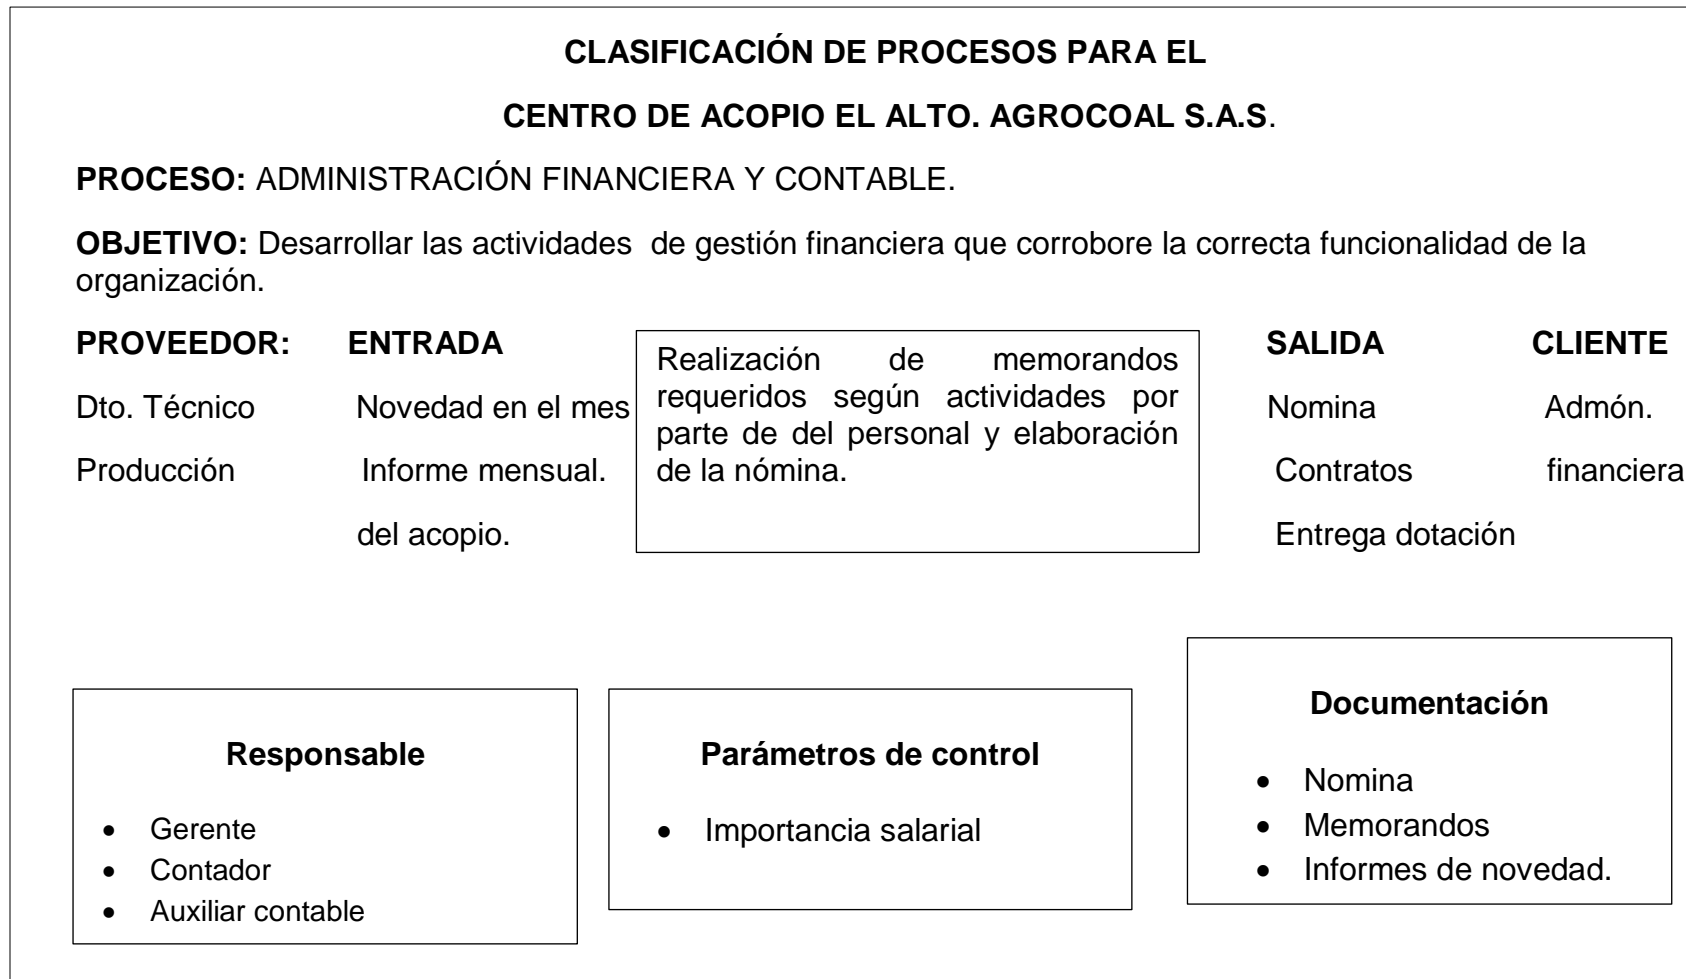 CLASIFICACIÓN DE PROCESOS PARA EL
CENTRO DE ACOPIO EL ALTO. AGROCOAL S.A.S.
PROCESO: ADMINISTRACIÓN FINANCIERA Y CONTABLE.
OBJETIVO: Desarrollar las actividades de gestión financiera que corrobore la correcta funcionalidad de la
organización.
PROVEEDOR: ENTRADA
Dto. Técnico Novedad en el mes
Producción Informe mensual.
del acopio.
Realización de memorandos
requeridos según actividades por
parte de del personal y elaboración
de la nómina.
SALIDA CLIENTE
Nomina Admón.
Contratos financiera
Entrega dotación
Responsable
• Gerente
• Contador
• Auxiliar contable
Parámetros de control
• Importancia salarial
Documentación
• Nomina
• Memorandos
• Informes de novedad.